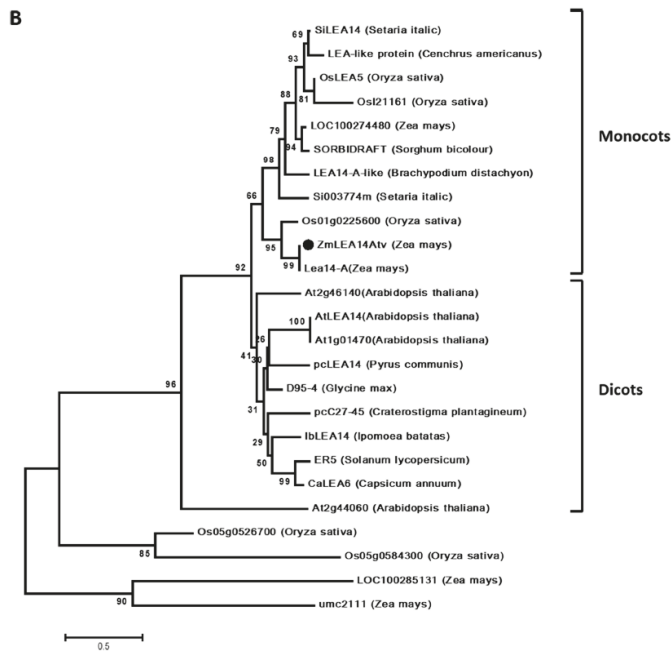 B
SiLEA14 (Setaria italic)
69
LEA-like protein (Cenchrus americanus)
93
OsLEA5 (Oryza sativa)
88
81
OsI21161 (Oryza sativa)
LOC100274480 (Zea mays)
79
Monocots
94
SORBIDRAFT (Sorghum bicolour)
98
LEA14-A-like (Brachypodium distachyon)
Si003774m (Setaria italic)
66
Os01g0225600 (Oryza sativa)
95
ZmLEA14Atv (Zea mays)
99
Lea14-A(Zea mays)
92
At2g46140(Arabidopsis thaliana)
AtLEA14(Arabidopsis thaliana)
100
26
At1g01470(Arabidopsis thaliana)
41
30
pcLEA14 (Pyrus communis)
96
D95-4 (Glycine max)
Dicots
31
pcC27-45 (Craterostigma plantagineum)
29
IbLEA14 (Ipomoea batatas)
50
ER5 (Solanum lycopersicum)
99
CaLEA6 (Capsicum annuum)
At2g44060(Arabidopsis thaliana)
Os05g0526700 (Oryza sativa)
85
Os05g0584300 (Oryza sativa)
LOC100285131 (Zea mays)
90
umc2111 (Zea mays)
0.5